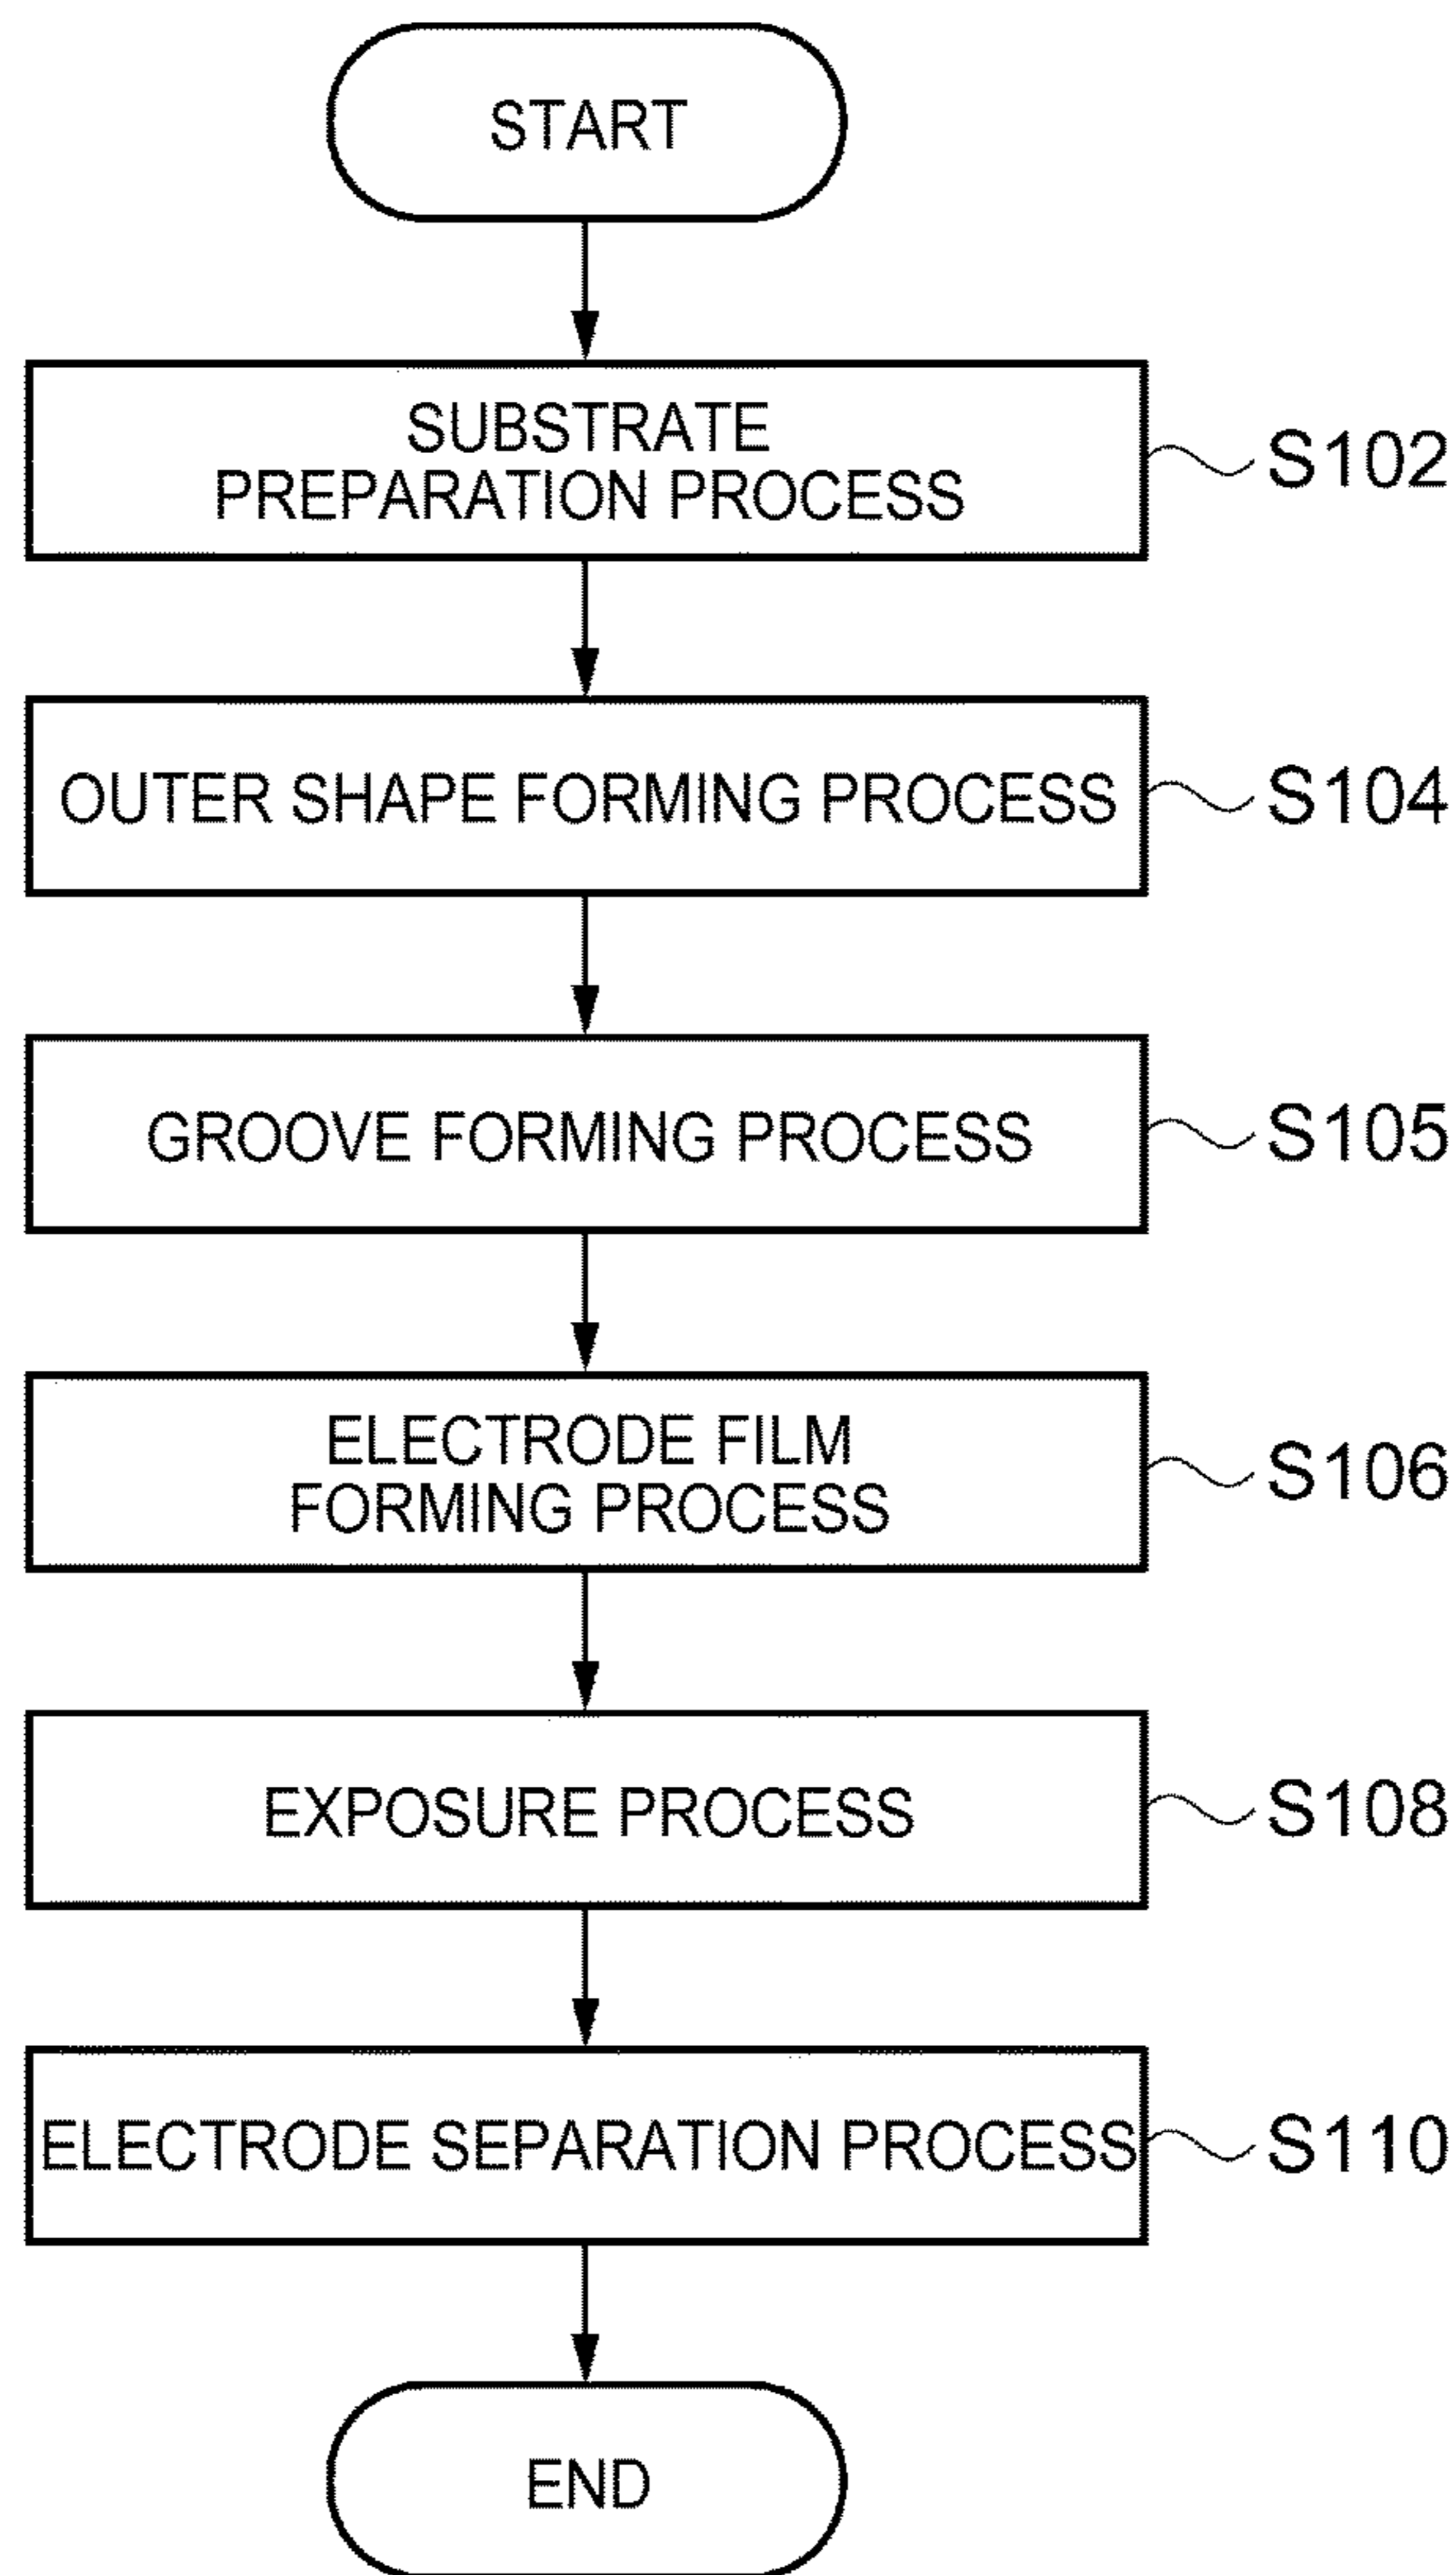 START
SUBSTRATE
PREPARATION PROCESS
S102
OUTER SHAPE FORMING PROCESS
S104
GROOVE FORMING PROCESS
S105
ELECTRODE FILM
FORMING PROCESS
S106
EXPOSURE PROCESS
S108
ELECTRODE SEPARATION PROCESS
S110
END